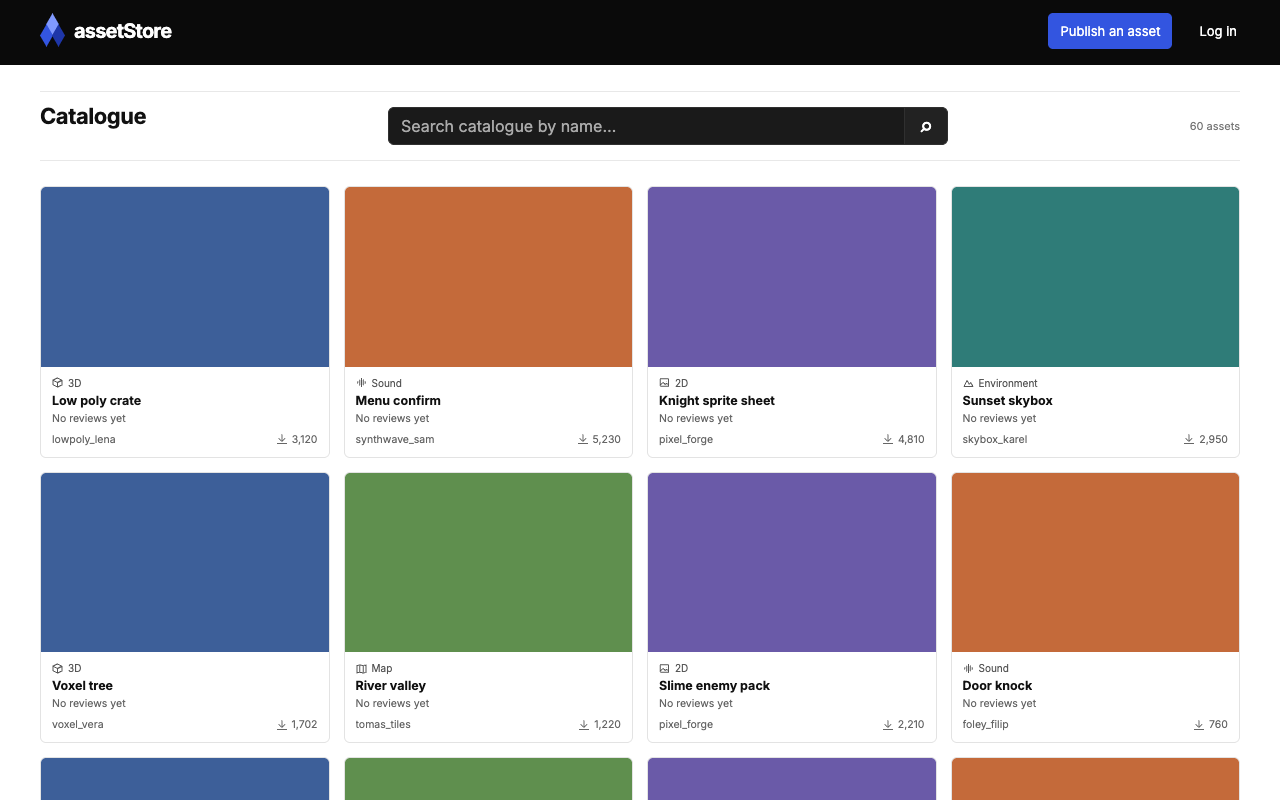 assetStore
Publish an asset
Log in
Catalogue
Search catalogue by name...
60 assets
3D
Low poly crate
No reviews yet
lowpoly_lena
3,120
Sound
Menu confirm
No reviews yet
synthwave_sam
5,230
2D
Knight sprite sheet
No reviews yet
pixel_forge
4,810
Environment
Sunset skybox
No reviews yet
skybox_karel
2,950
3D
Voxel tree
No reviews yet
voxel_vera
1,702
Map
River valley
No reviews yet
tomas_tiles
1,220
2D
Slime enemy pack
No reviews yet
pixel_forge
2,210
Sound
Door knock
No reviews yet
foley_filip
760